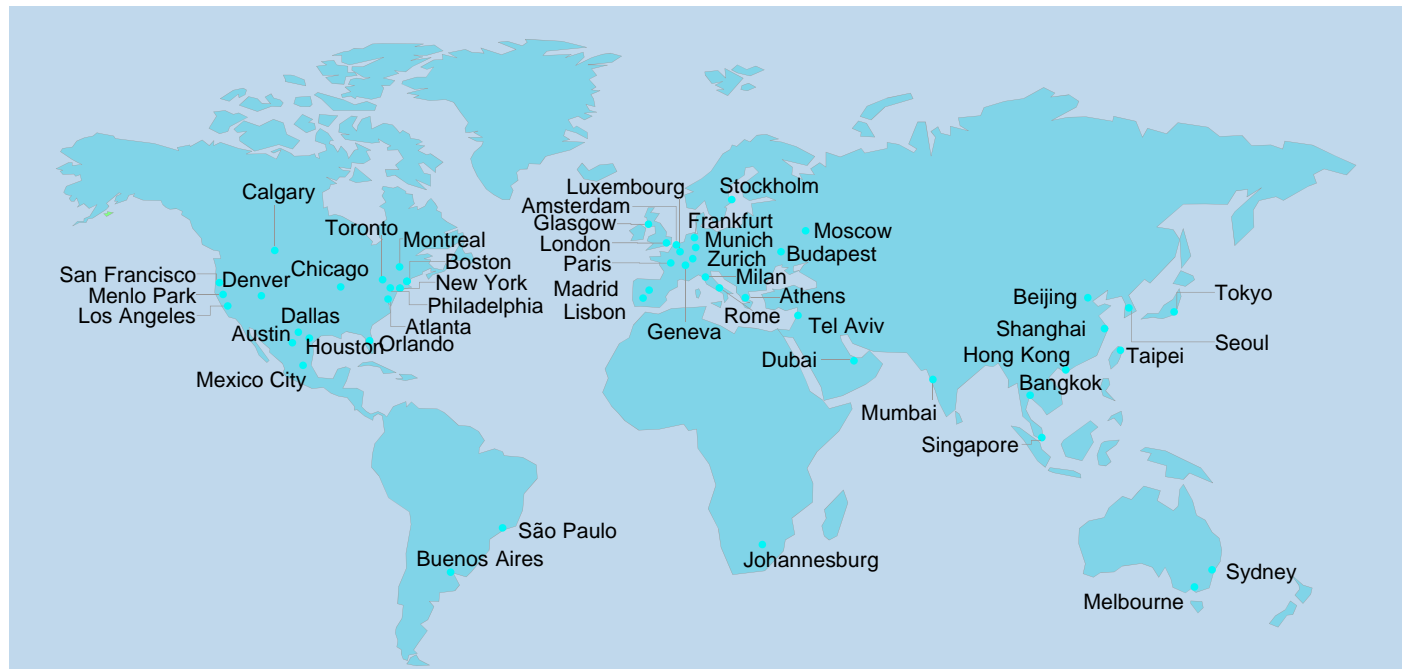 Calgary
Toronto
Montreal
Boston
San Francisco
Denver
Chicago
New York
Menlo Park
Philadelphia
Los Angeles
Dallas
Atlanta
Austin
Houston
Orlando
Mexico City
São Paulo
Buenos Aires
Luxembourg
Stockholm
Amsterdam
Glasgow
Frankfurt
London
Munich
Moscow
Paris
Zurich
Budapest
Milan
Madrid
Athens
Lisbon
Rome
Geneva
Tel Aviv
Dubai
Johannesburg
Beijing
Tokyo
Shanghai
Seoul
Hong Kong
Taipei
Bangkok
Mumbai
Singapore
Sydney
Melbourne